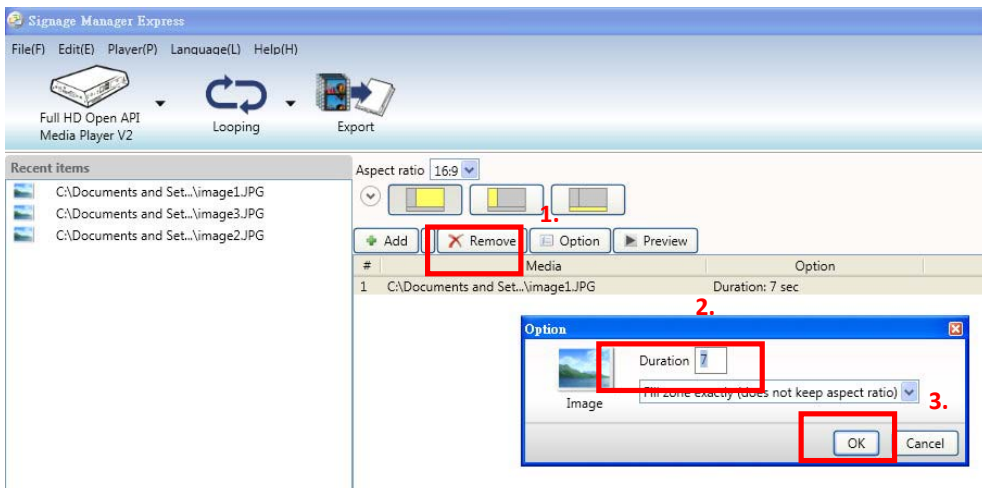 Signage Manager Express
File(F) Edit(E) Player(P) Language(L) Help(H)
Full HD Open API
Media Player V2
Looping
Export
Recent items
C:\Documents and Set...\image1.JPG
C:\Documents and Set...\image3.JPG
C:\Documents and Set...\image2.JPG
Aspect ratio 16:9
1.
Add Remove Option Preview
# Media Option
1 C:\Documents and Set...\image1.JPG Duration: 7 sec
2.
Option
Duration 7
Image
Fill zone exactly (does not keep aspect ratio)
3.
OK Cancel